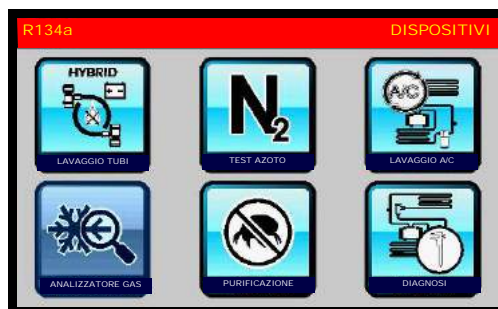 R134a DISPOSITIVI
HYBRID
N2
A/C
LAVAGGIO TUBI
TEST AZOTO
LAVAGGIO A/C
ANALIZZATORE GAS
PURIFICAZIONE
DIAGNOSI